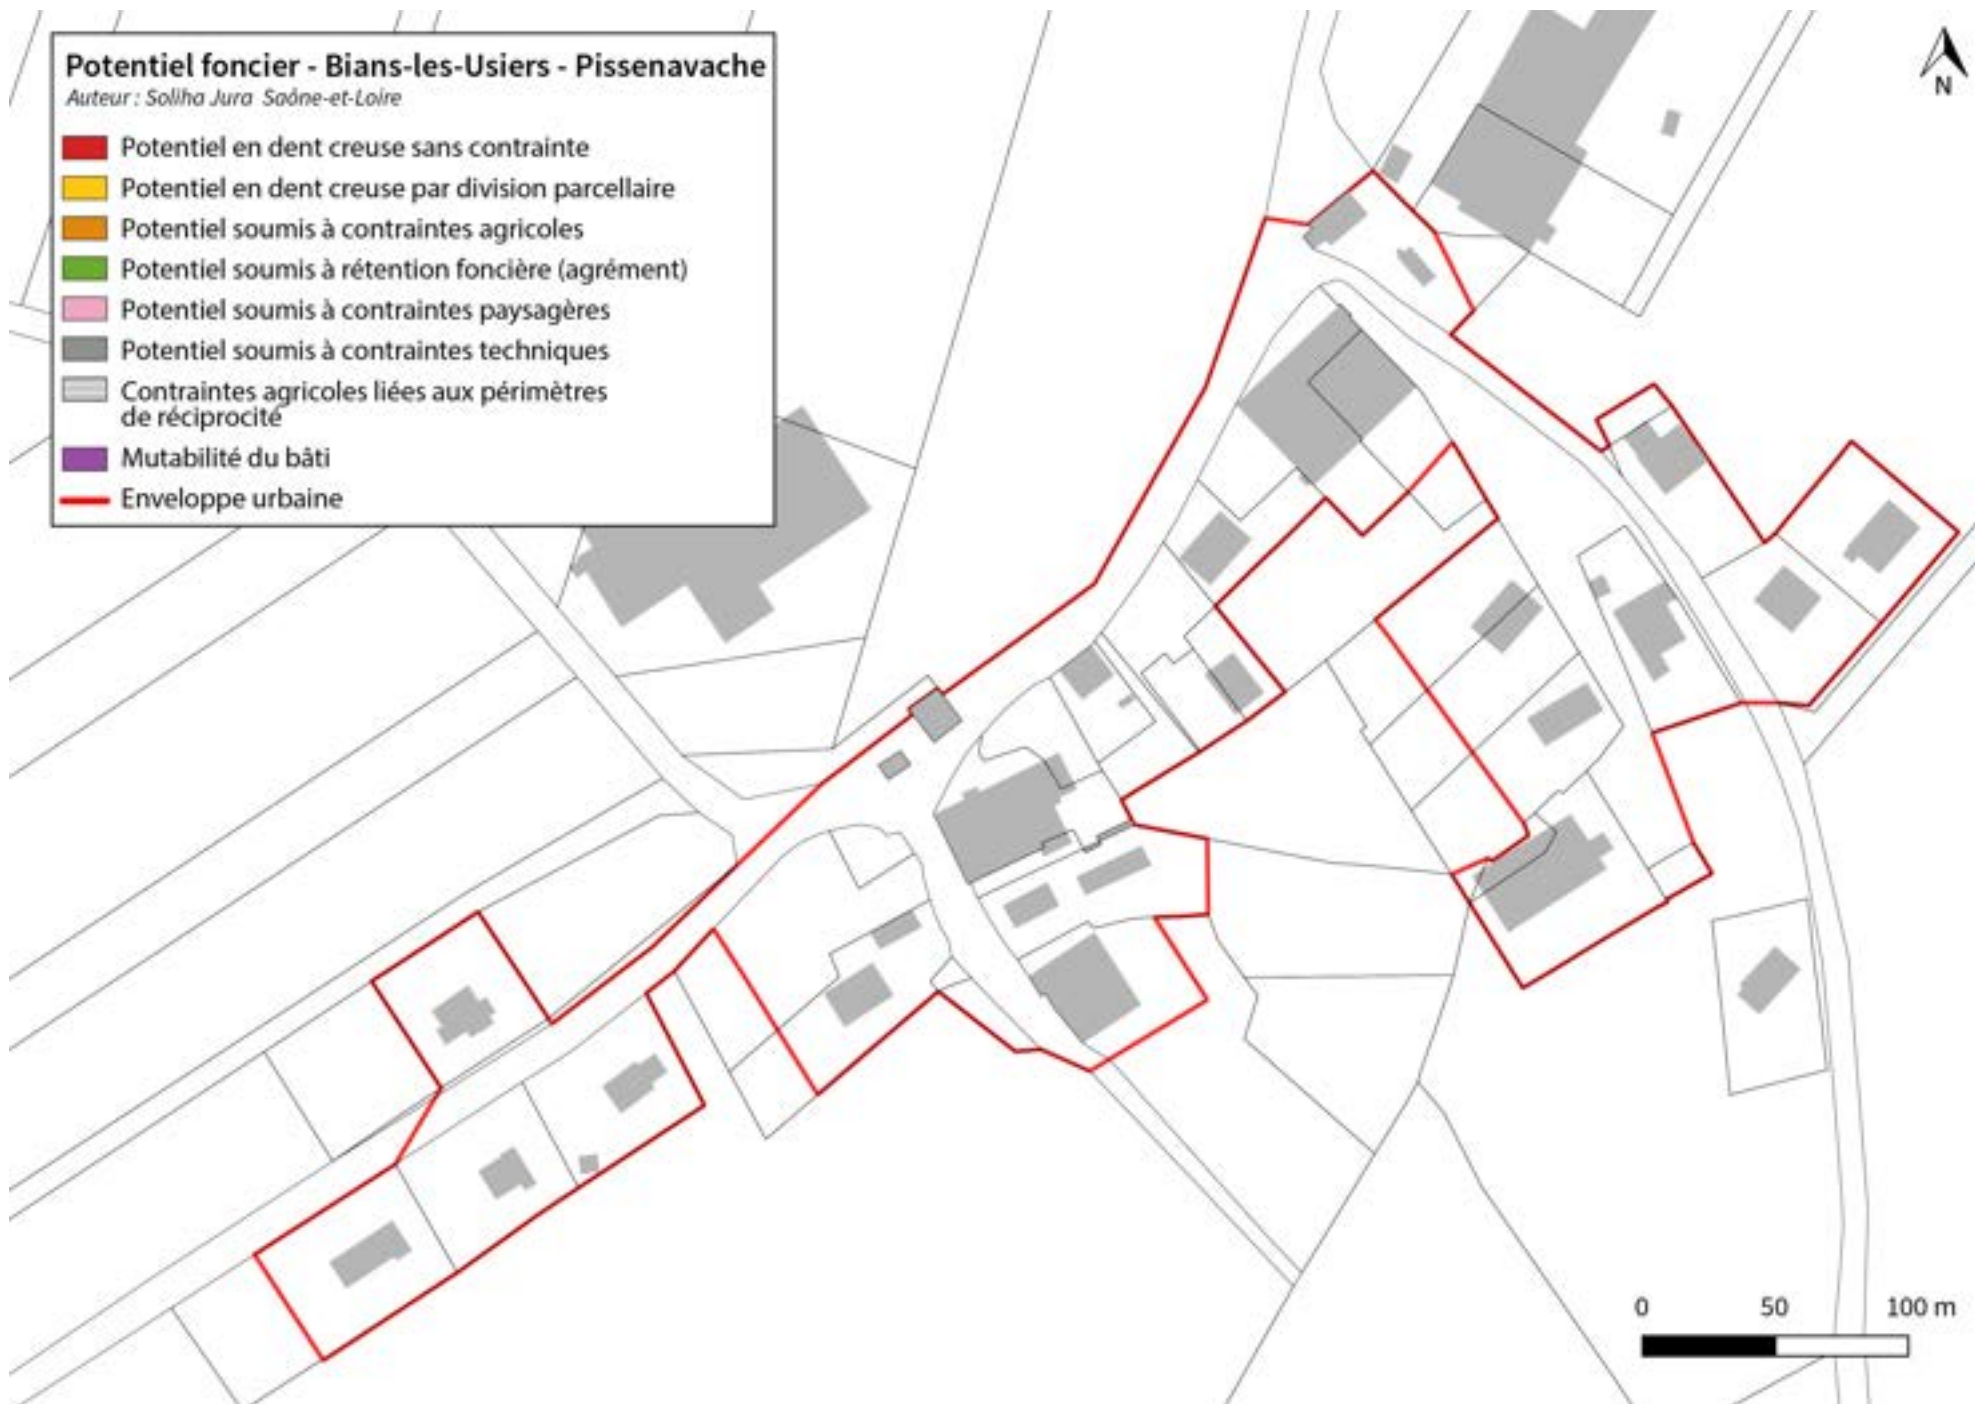 Potentiel foncier - Bians-les-Usiers - Pissenavache
Auteur : Soliha Jura Saône-et-Loire
Potentiel en dent creuse sans contrainte
Potentiel en dent creuse par division parcellaire
Potentiel soumis à contraintes agricoles
Potentiel soumis à rétention foncière (agrément)
Potentiel soumis à contraintes paysagères
Potentiel soumis à contraintes techniques
Contraintes agricoles liées aux périmètres
de réciprocité
Mutabilité du bâti
Enveloppe urbaine
N
0 50 100 m